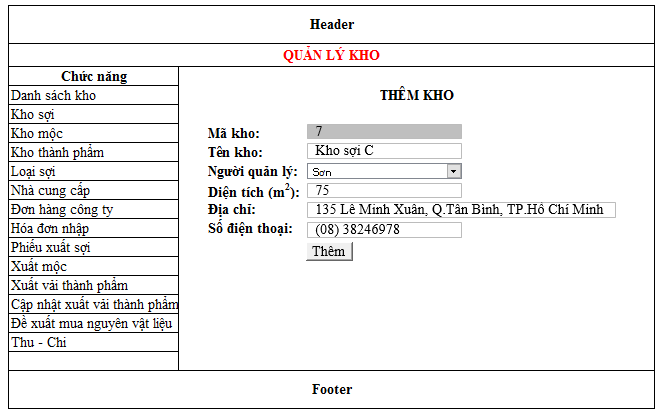 Header
QUẢN LÝ KHO
Chức năng
Danh sách kho
Kho sợi
Kho mộc
Kho thành phẩm
Loại sợi
Nhà cung cấp
Đơn hàng công ty
Hóa đơn nhập
Phiếu xuất sợi
Xuất mộc
Xuất vải thành phẩm
Cập nhật xuất vải thành phẩm
Đề xuất mua nguyên vật liệu
Thu - Chi
THÊM KHO
Mã kho: 7
Tên kho: Kho sợi C
Người quản lý: Sơn
Diện tích (m²): 75
Địa chỉ: 135 Lê Minh Xuân, Q.Tân Bình, TP.Hồ Chí Minh
Số điện thoại: (08) 38246978
Thêm
Footer